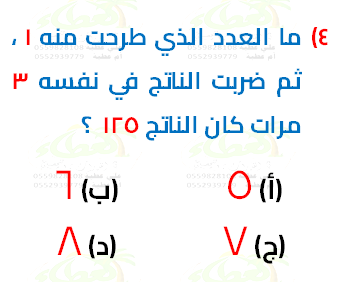 ٤) ما العدد الذي طرحت منه ١ ،
ثم ضربت الناتج في نفسه ٣
مرات كان الناتج ١٢٥ ؟
(أ) ٥ (ب) ٦
(ج) ٧ (د) ٨